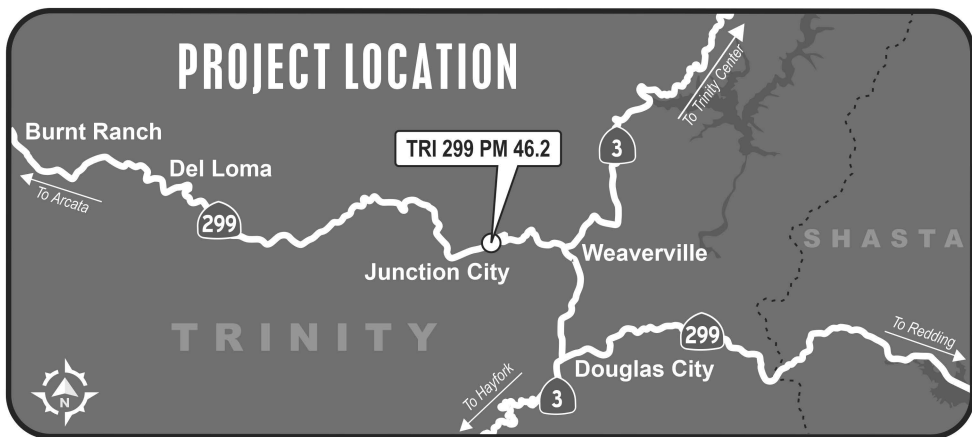 PROJECT LOCATION
To Trinity Center
Burnt Ranch
TRI 299 PM 46.2
3
Del Loma
To Arcata
299
SHASTA
Weaverville
Junction City
TRINITY
299
To Redding
Douglas City
To Hayfork
3
N